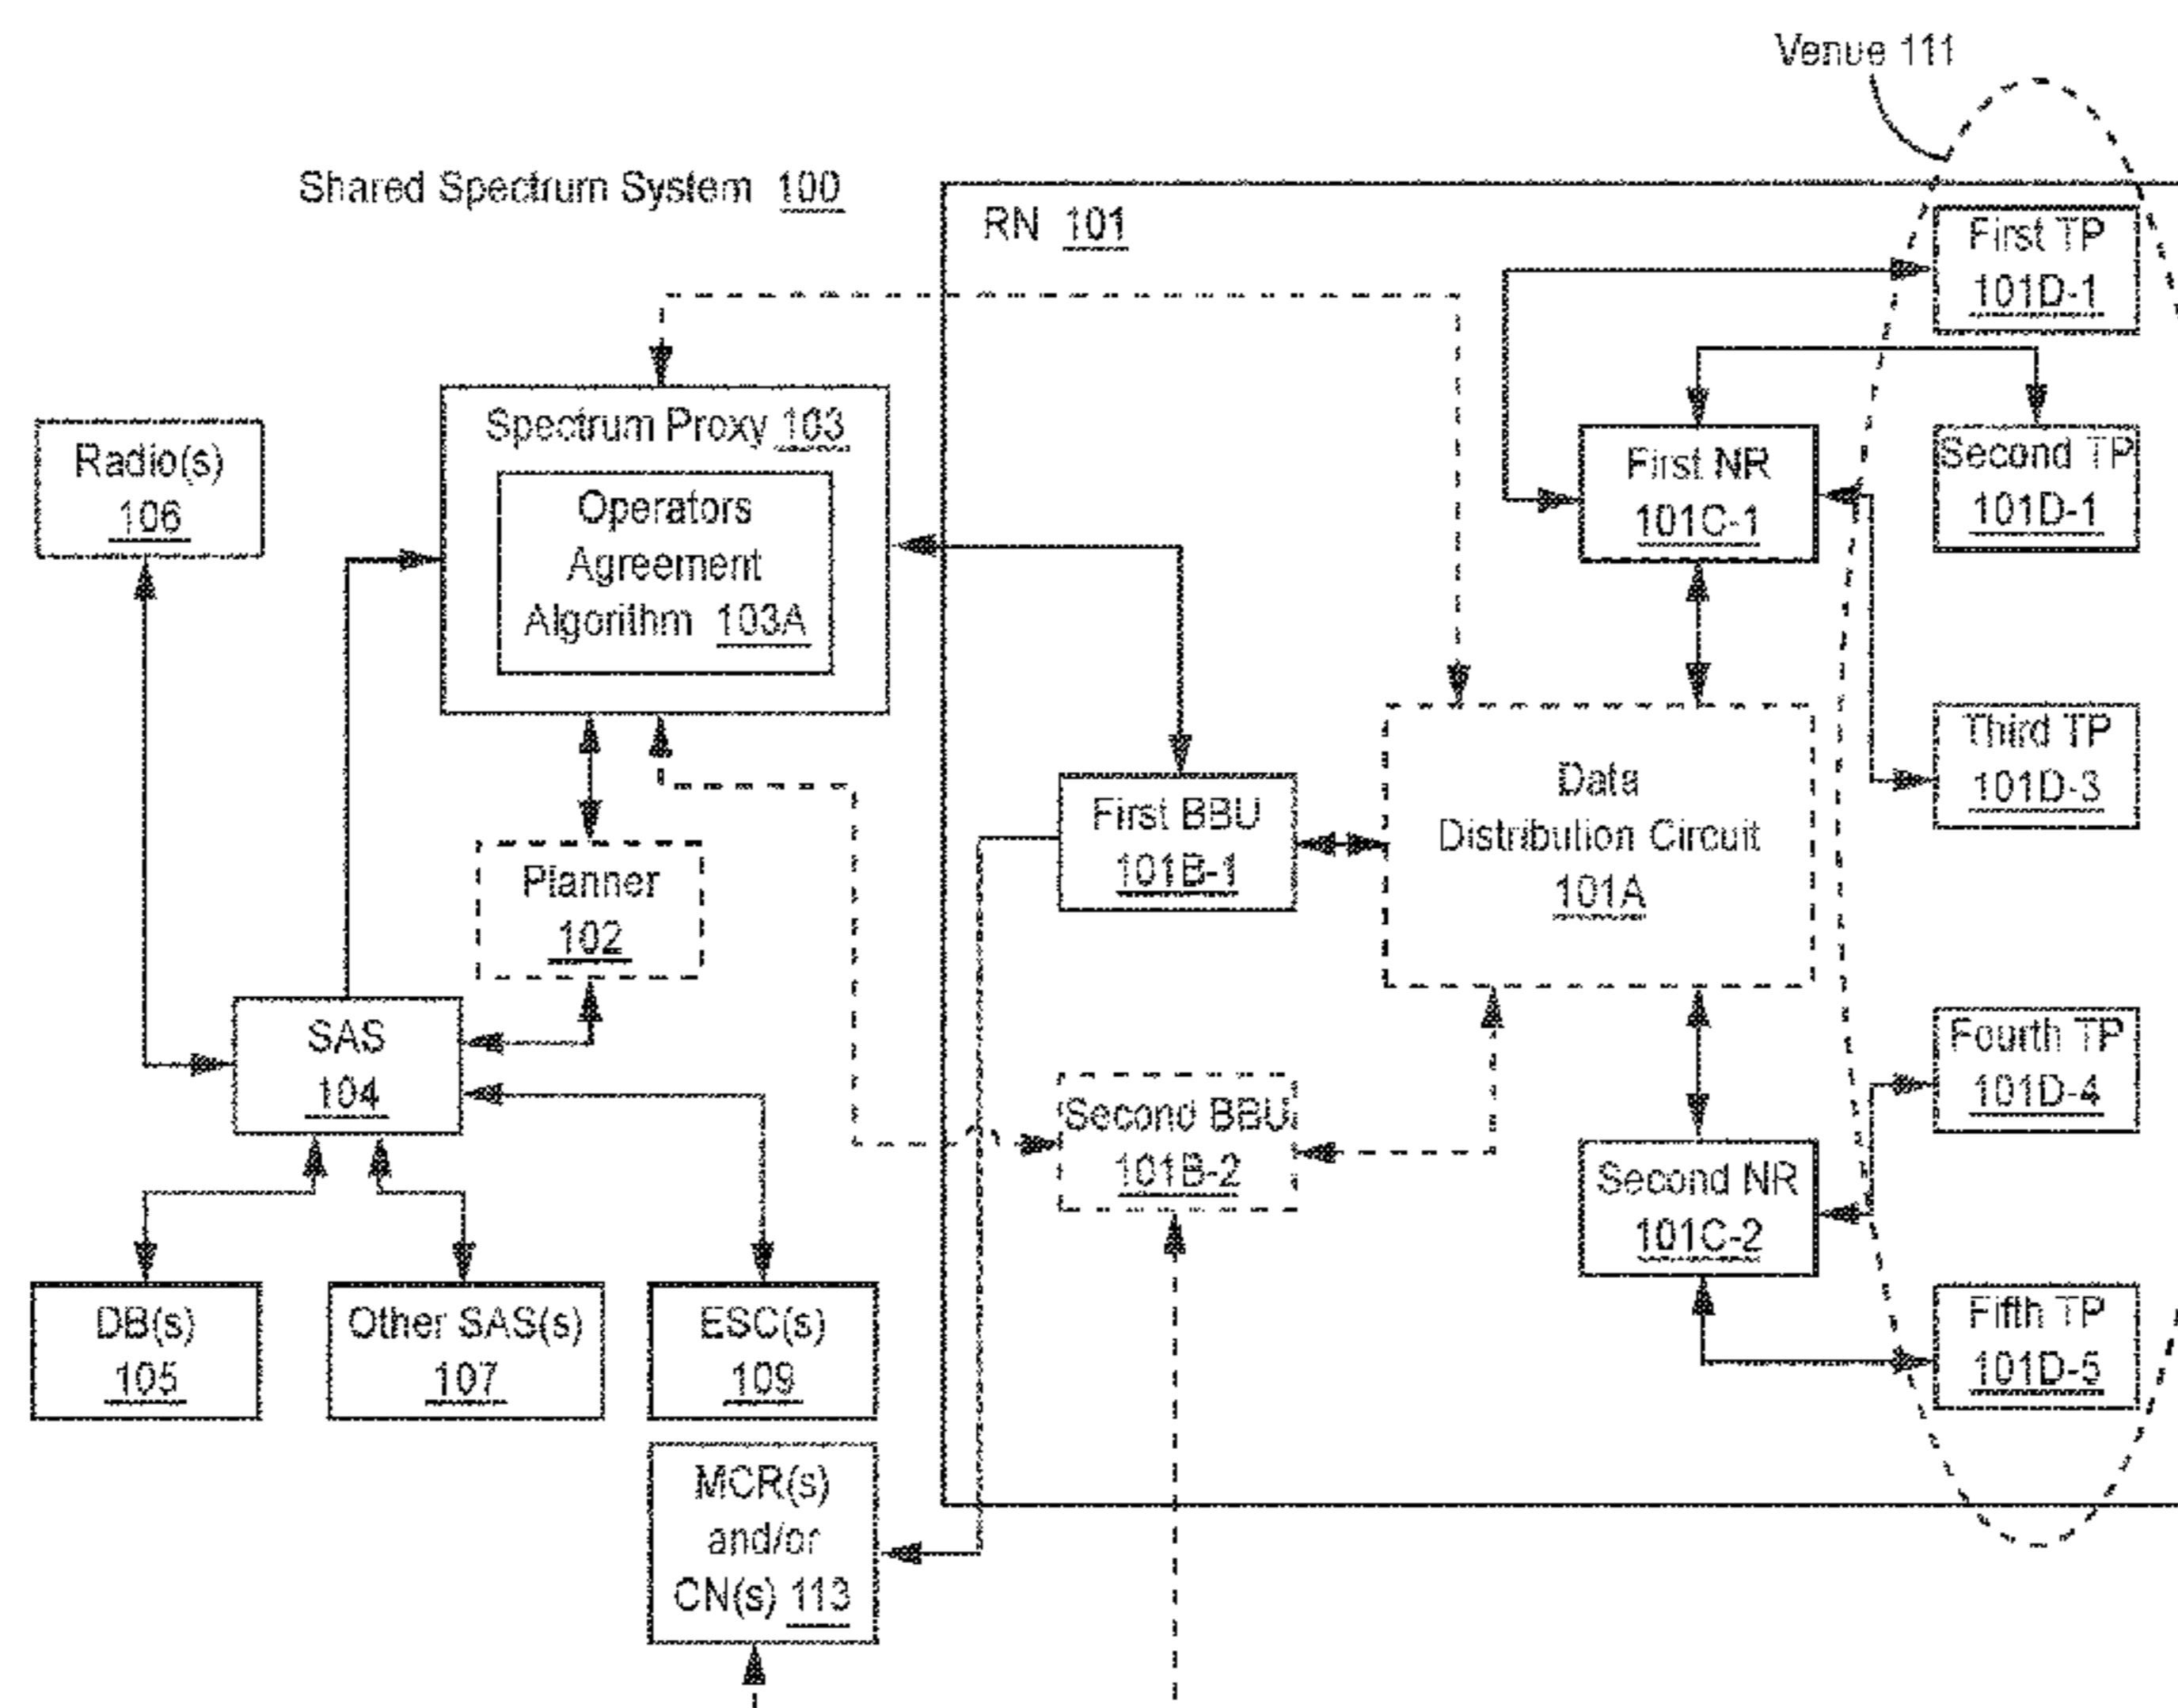 Venue 111
Shared Spectrum System 100
RN 101
First TP
101D-1
Spectrum Proxy 103
Operators
Agreement
Algorithm 103A
Radio(s)
106
First NR
101C-1
Second TP
101D-1
Third TP
101D-3
First BBU
101B-1
Data
Distribution Circuit
101A
Planner
102
SAS
104
Second BBU
101B-2
Fourth TP
101D-4
Second NR
101C-2
DB(s)
105
Other SAS(s)
107
ESC(s)
109
Fifth TP
101D-5
MCR(s)
and/or
CN(s) 113